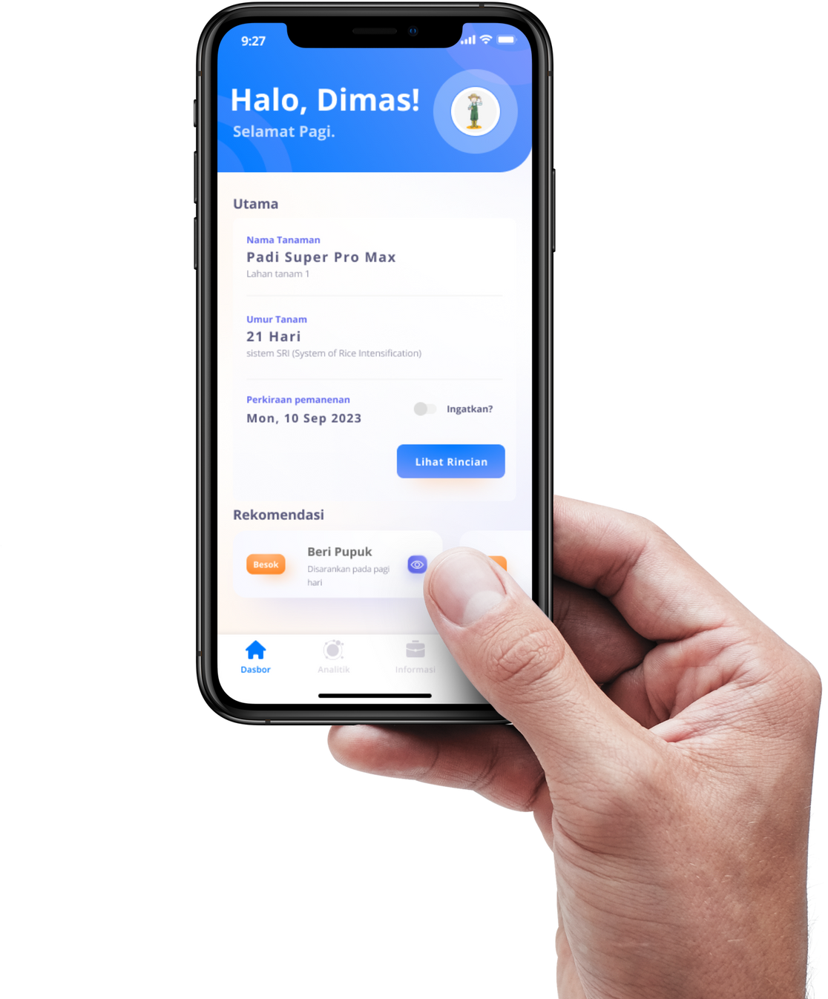 9:27
Halo, Dimas!
Selamat Pagi.
Utama
Nama Tanaman
Padi Super Pro Max
Lahan tanam 1
Umur Tanam
21 Hari
sistem SRI (System of Rice Intensification)
Perkiraan pemanenan
Mon, 10 Sep 2023
Ingatkan?
Lihat Rincian
Rekomendasi
Besok
Beri Pupuk
Disarankan pada pagi
hari
Dasbor
Analitik
Informasi